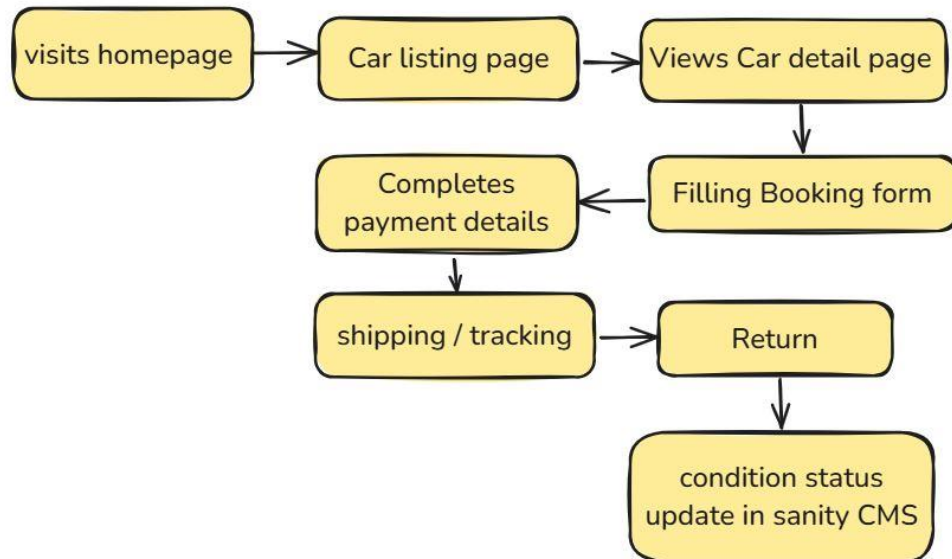 visits homepage
Car listing page
Views Car detail page
Filling Booking form
Completes
payment details
shipping / tracking
Return
condition status
update in sanity CMS